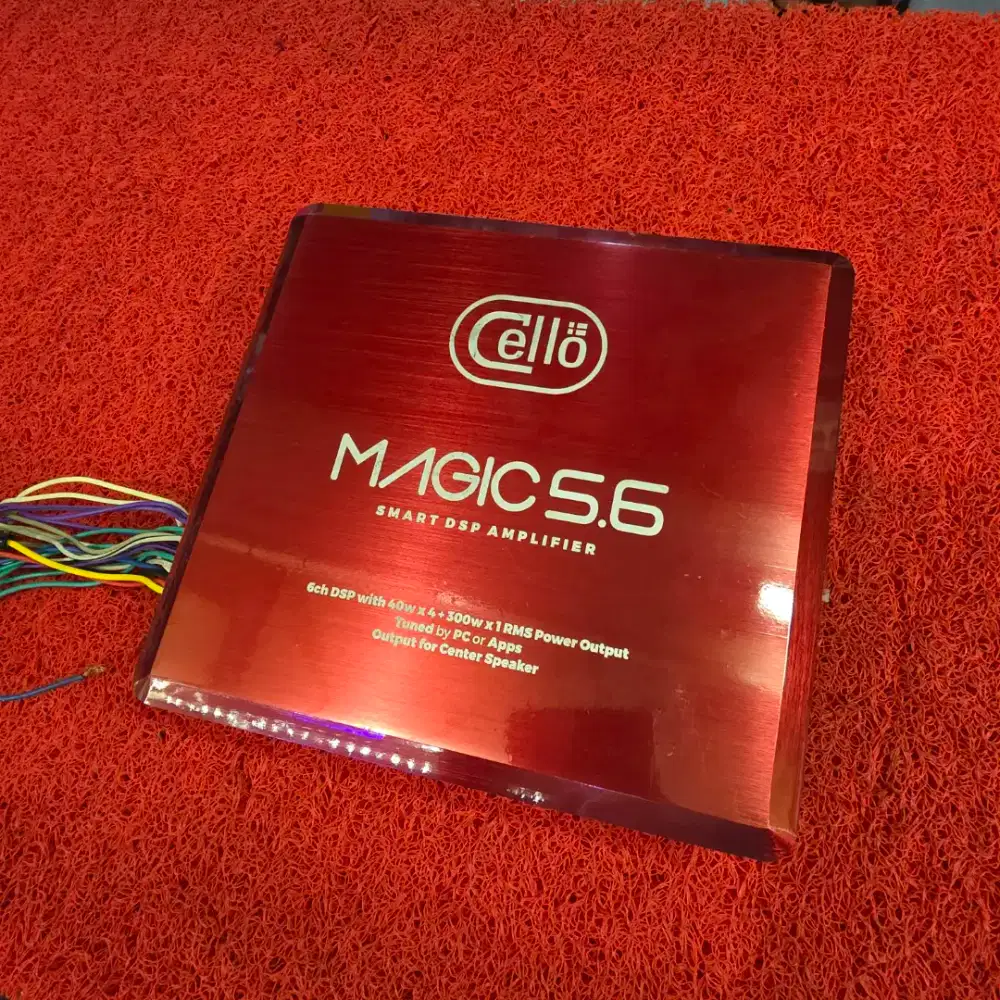 Cellö
MAGIC 5.6
SMART DSP AMPLIFIER
6ch DSP with 40w x 4 + 300w x 1 RMS Power Output
Tuned by PC or Apps
Output for Center Speaker